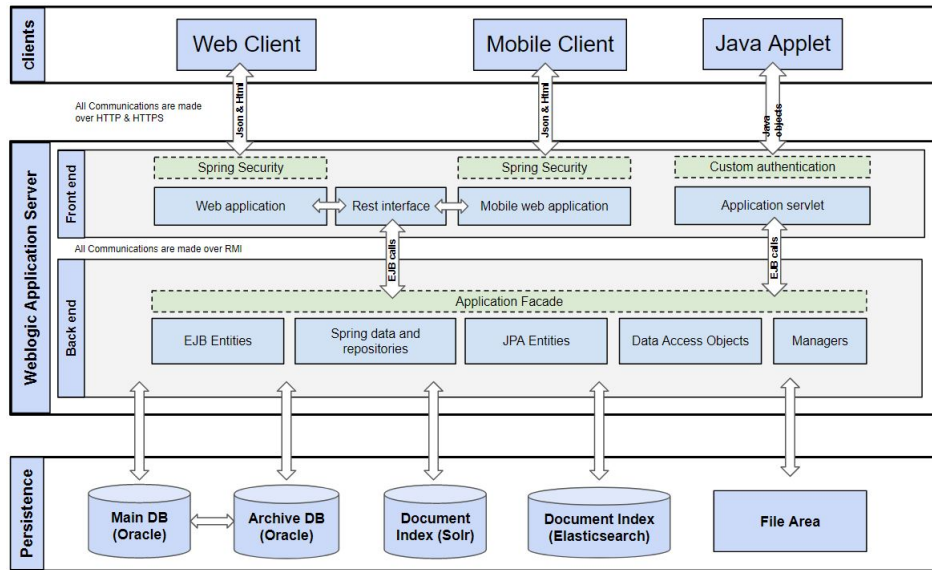 clients
Web Client
Mobile Client
Java Applet
All Communications are made
over HTTP & HTTPS
Json & Html
Json & Html
Java
objects
Weblogic Application Server
Front end
Spring Security
Spring Security
Custom authentication
Web application
Rest interface
Mobile web application
Application servlet
All Communications are made over RMI
EJB calls
EJB calls
Back end
Application Facade
EJB Entities
Spring data and
repositories
JPA Entities
Data Access Objects
Managers
Persistence
Main DB
(Oracle)
Archive DB
(Oracle)
Document
Index (Solr)
Document Index
(Elasticsearch)
File Area